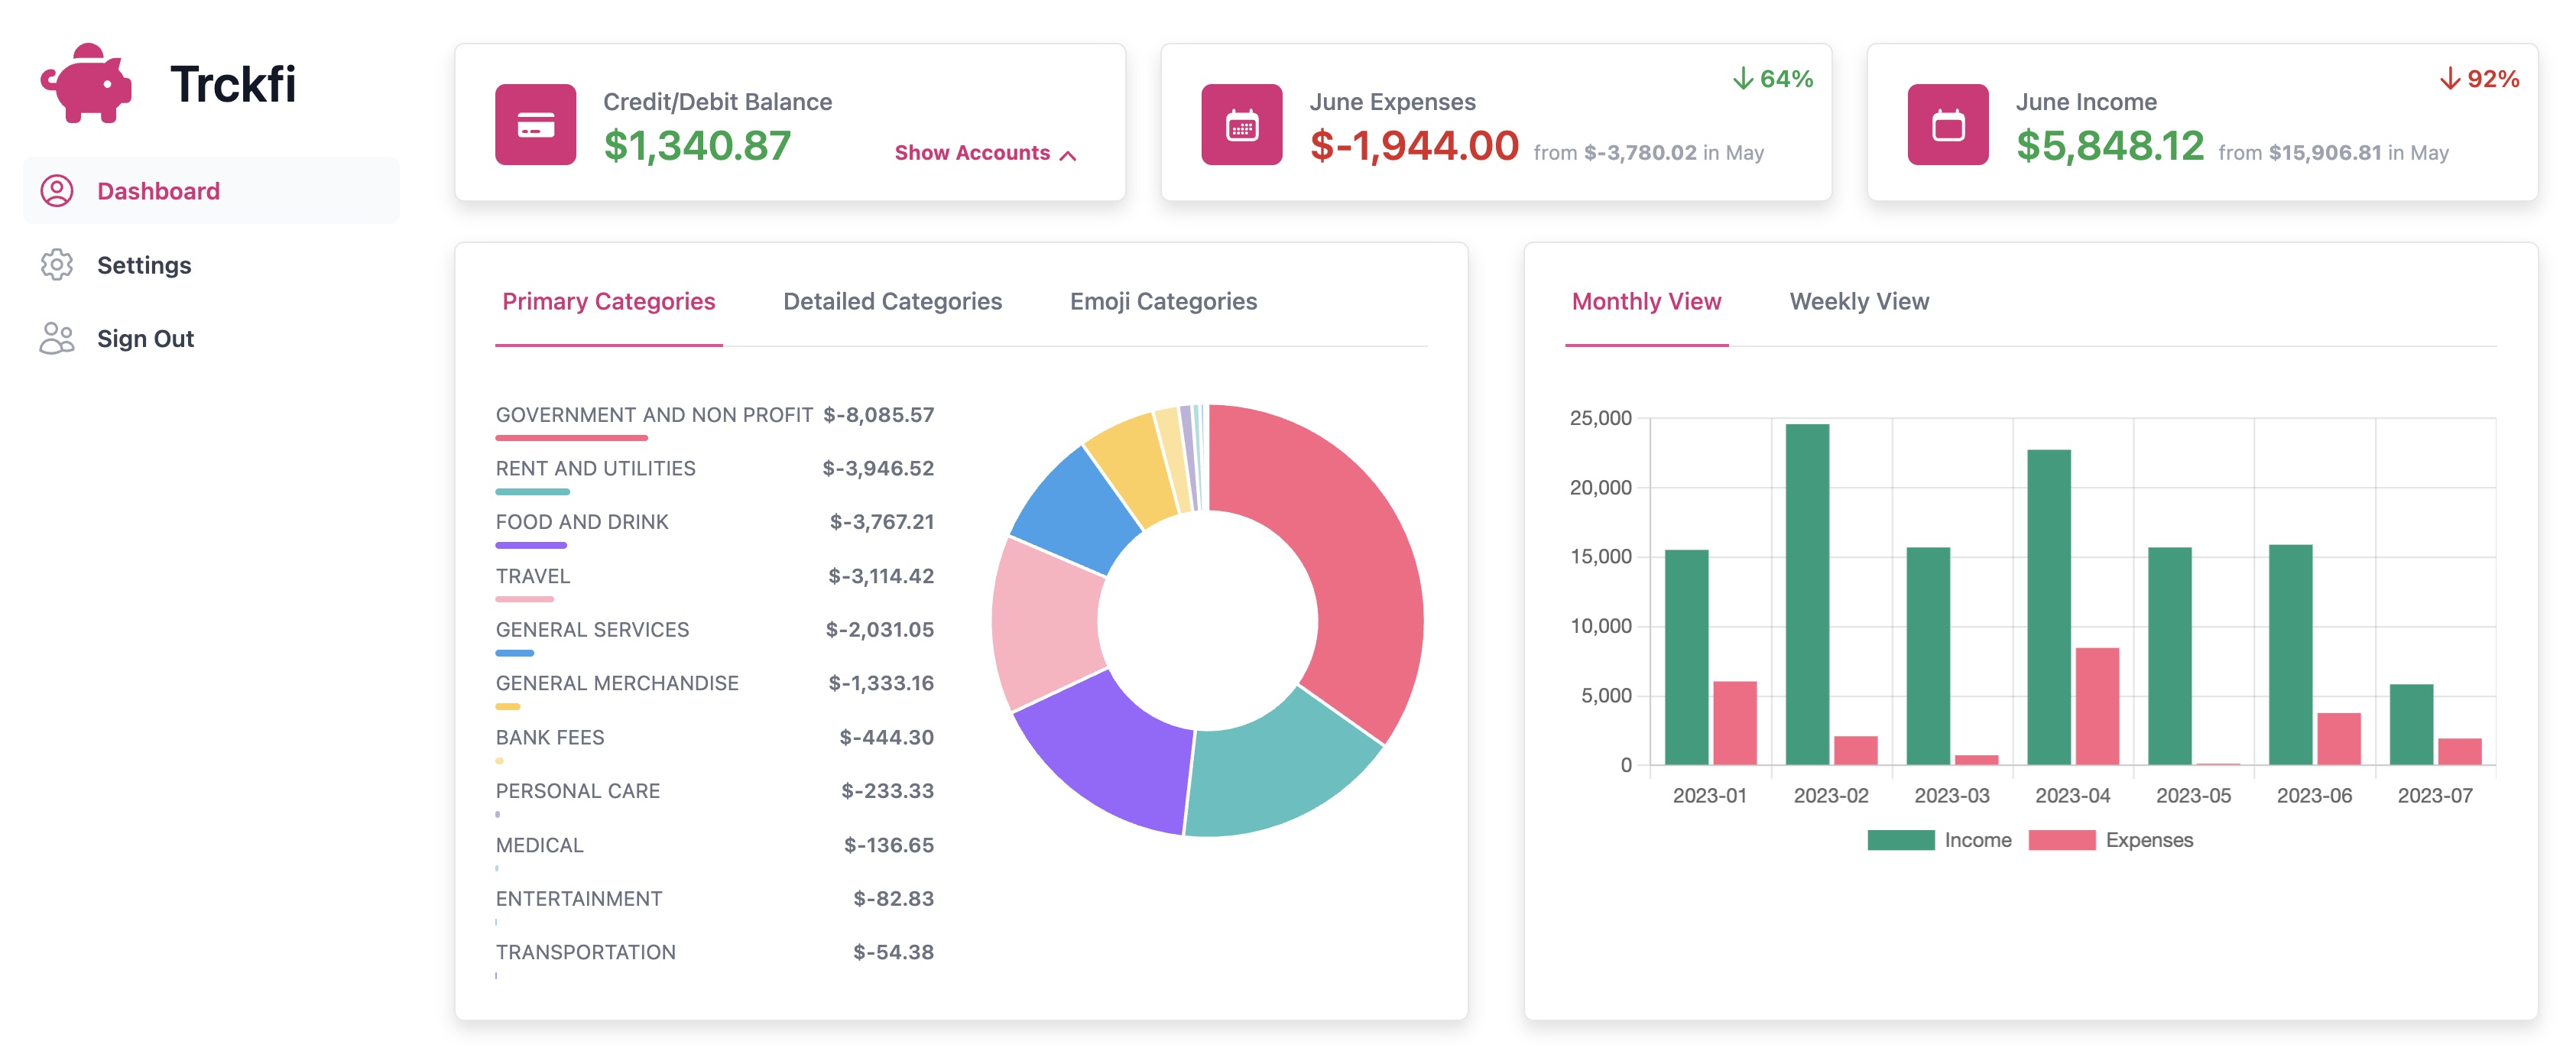 Trckfi
Dashboard
Settings
Sign Out
Credit/Debit Balance
$1,340.87
Show Accounts
64%
June Expenses
$-1,944.00 from $-3,780.02 in May
92%
June Income
$5,848.12 from $15,906.81 in May
Primary Categories Detailed Categories Emoji Categories
GOVERNMENT AND NON PROFIT $-8,085.57
RENT AND UTILITIES $-3,946.52
FOOD AND DRINK $-3,767.21
TRAVEL $-3,114.42
GENERAL SERVICES $-2,031.05
GENERAL MERCHANDISE $-1,333.16
BANK FEES $-444.30
PERSONAL CARE $-233.33
MEDICAL $-136.65
ENTERTAINMENT $-82.83
TRANSPORTATION $-54.38
Monthly View Weekly View
25,000
20,000
15,000
10,000
5,000
0
2023-01 2023-02 2023-03 2023-04 2023-05 2023-06 2023-07
Income Expenses